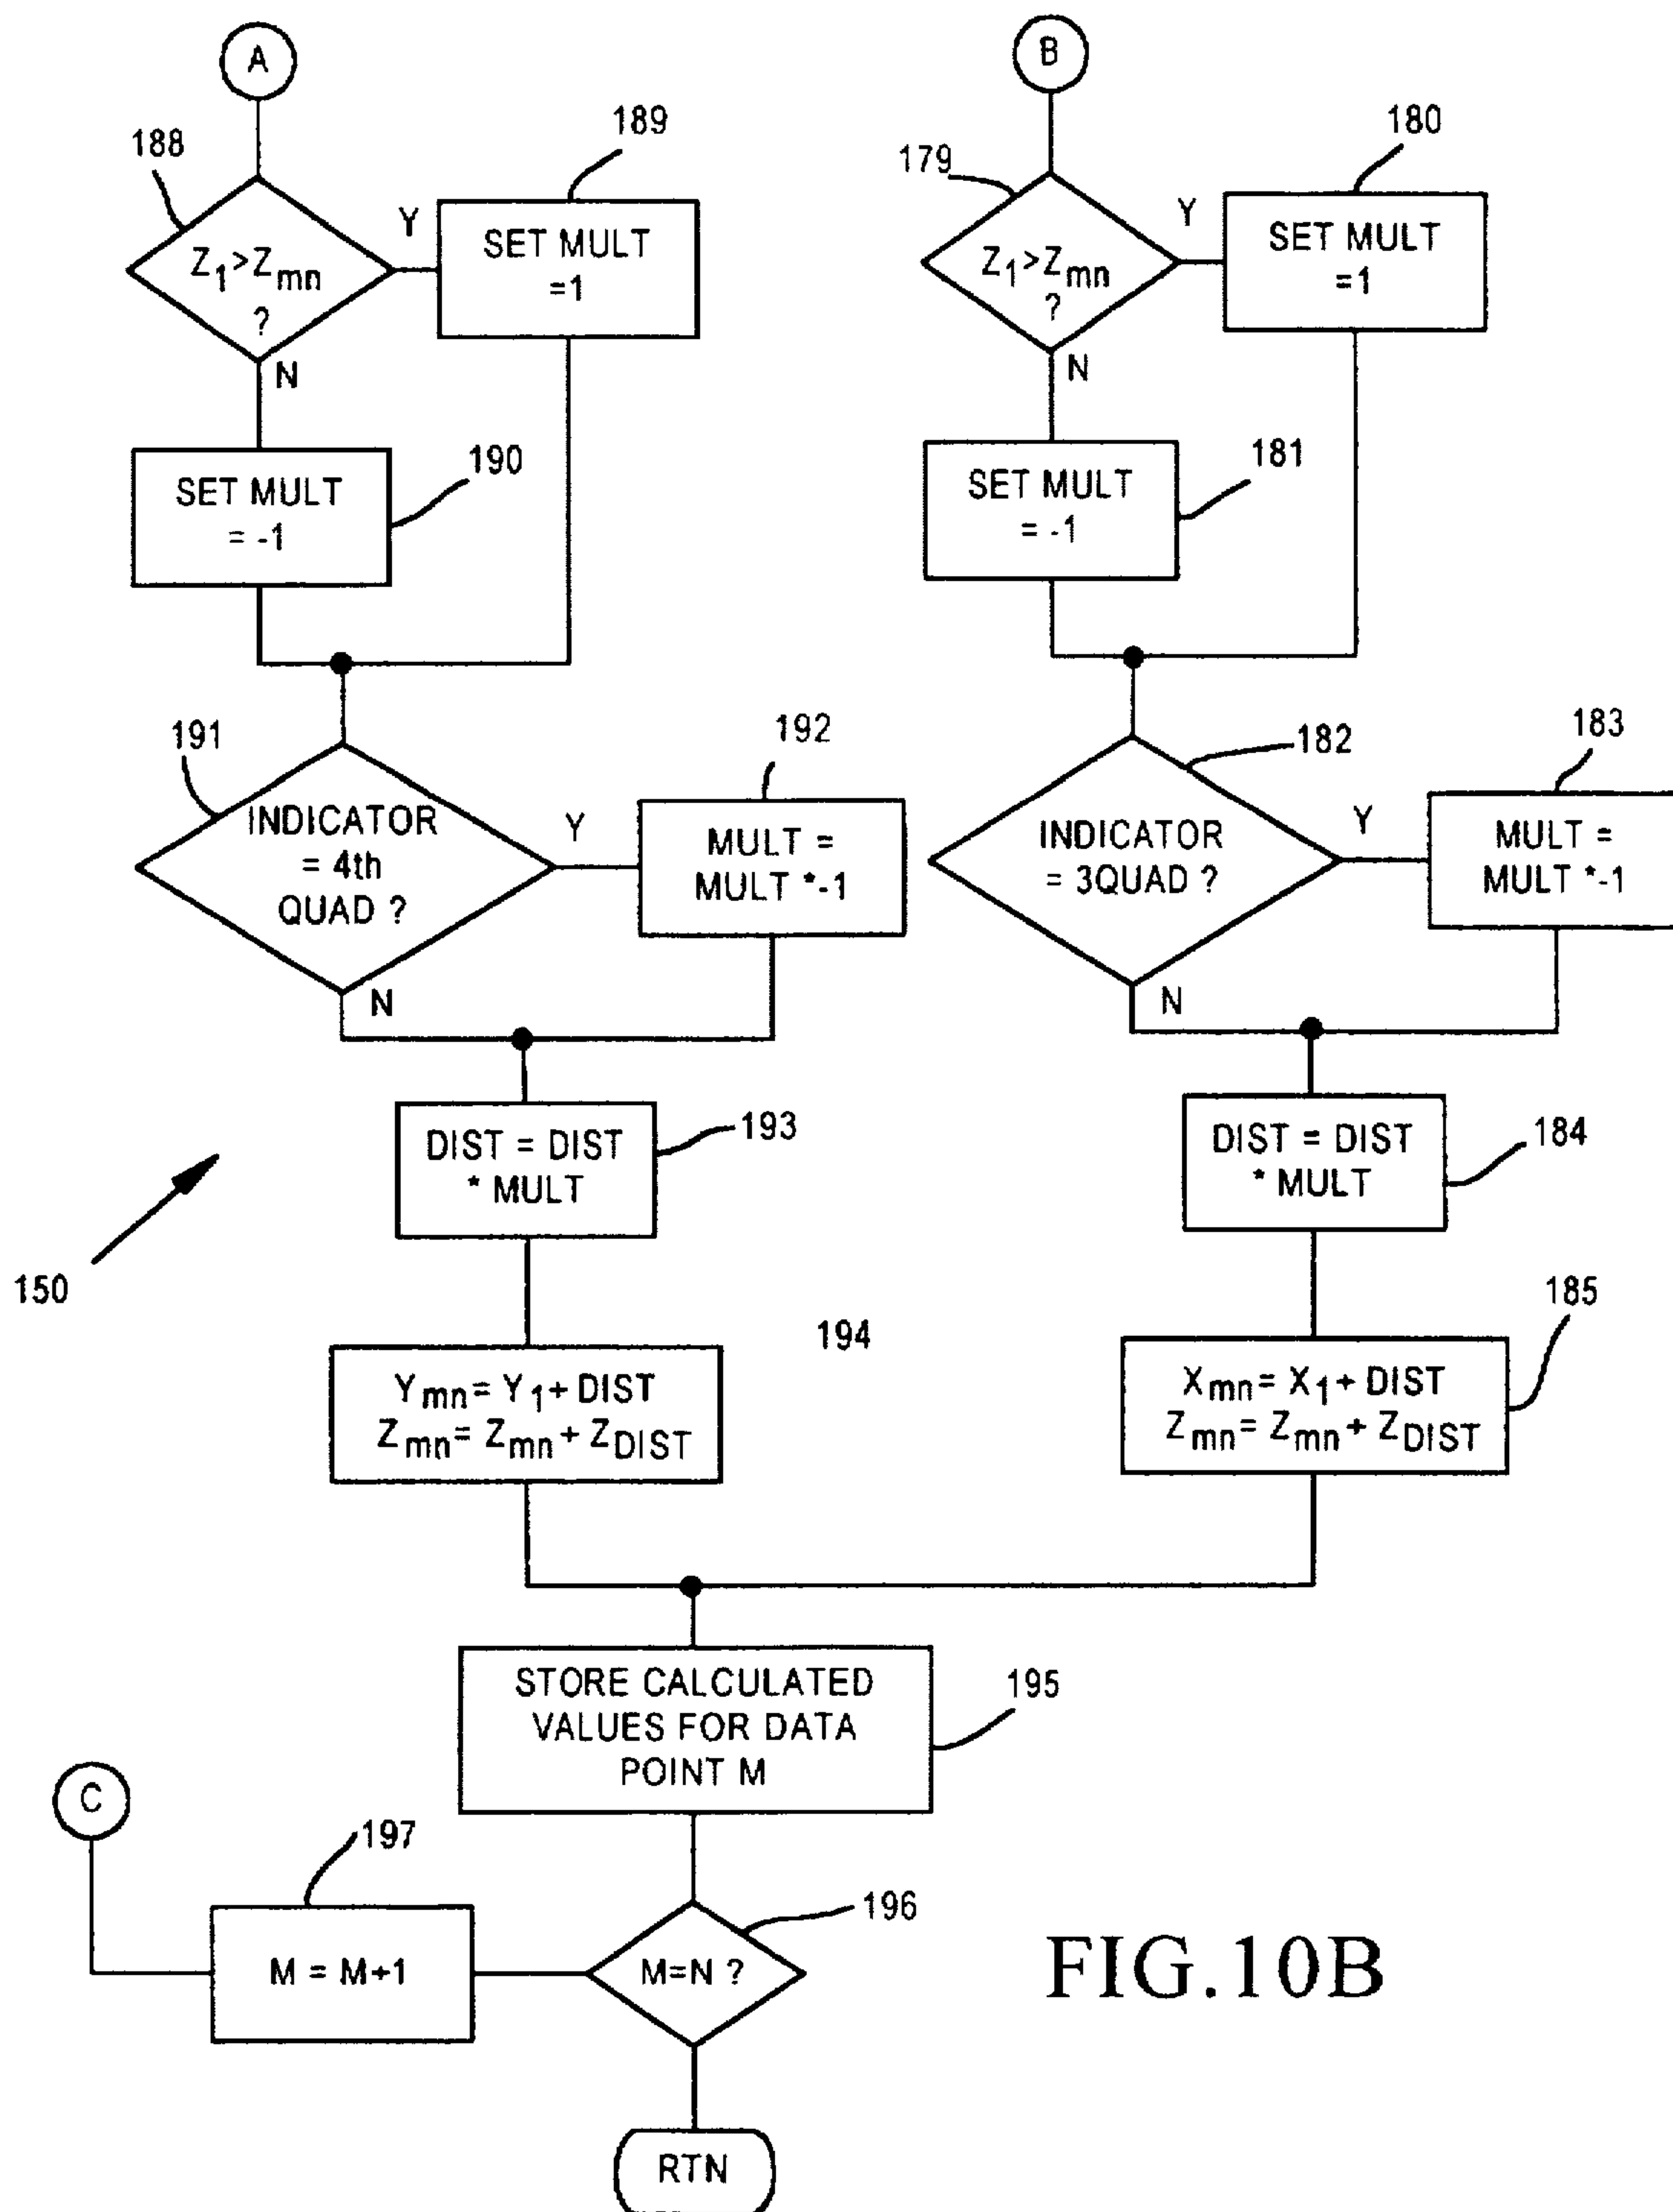 A
B
188
189
179
180
Z1>Zmn
?
Y
SET MULT
=1
Z1>Zmn
?
Y
SET MULT
=1
N
N
SET MULT
= -1
190
SET MULT
= -1
181
191
192
182
183
INDICATOR
= 4th
QUAD ?
Y
MULT =
MULT *-1
INDICATOR
= 3QUAD ?
Y
MULT =
MULT *-1
N
N
DIST = DIST
* MULT
193
DIST = DIST
* MULT
184
150
194
185
Ymn= Y1+ DIST
Zmn= Zmn+ ZDIST
Xmn= X1+ DIST
Zmn= Zmn+ ZDIST
STORE CALCULATED
VALUES FOR DATA
POINT M
195
C
197
196
M = M+1
M=N ?
FIG.10B
RTN